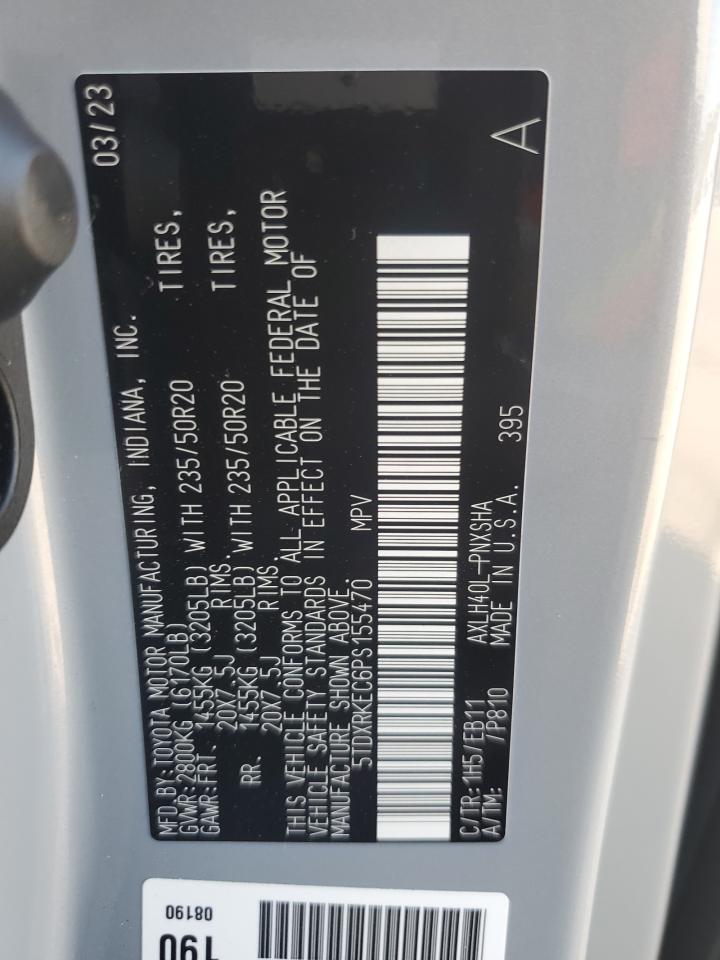 MFD.BY:TOYOTA MOTOR MANUFACTURING, INDIANA, INC. 03/23
GVWR:2800KG (6170LB)
GAWR:FRT. 1455KG (3205LB) WITH 235/50R20 TIRES,
20X7.5J RIMS.
RR. 1455KG (3205LB) WITH 235/50R20 TIRES,
20X7.5J RIMS.
THIS VEHICLE CONFORMS TO ALL APPLICABLE FEDERAL MOTOR
VEHICLE SAFETY STANDARDS IN EFFECT ON THE DATE OF
MANUFACTURE SHOWN ABOVE.
5TDXRKEC6PS155470 MPV
C/TR:1H5/EB11 AXLH40L-PNXSHA
A/TM: /P810 MADE IN U.S.A. 395 A
08190
190